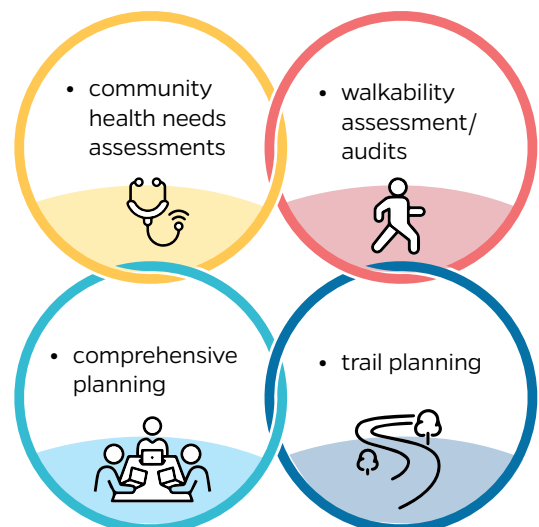 • community
health needs
assessments
• walkability
assessment/
audits
• comprehensive
planning
• trail planning